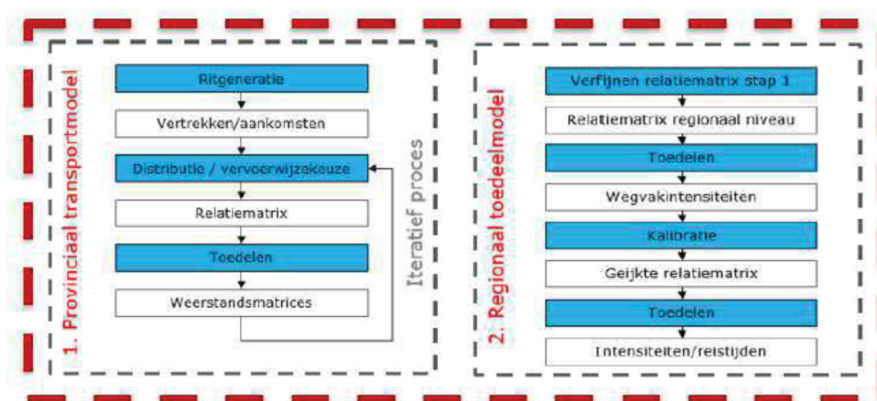 1. Provinciaal transportmodel
Ritgeneratie
Vertrekken/aankomsten
Distributie / vervoerwijzekeuze
Relatiematrix
Toedelen
Weerstandsmatrices
Iteratief proces
2. Regionaal toedeelmodel
Verfijnen relatiematrix stap 1
Relatiematrix regionaal niveau
Toedelen
Wegvakintensiteiten
Kalibratie
Geijkte relatiematrix
Toedelen
Intensiteiten/reistijden